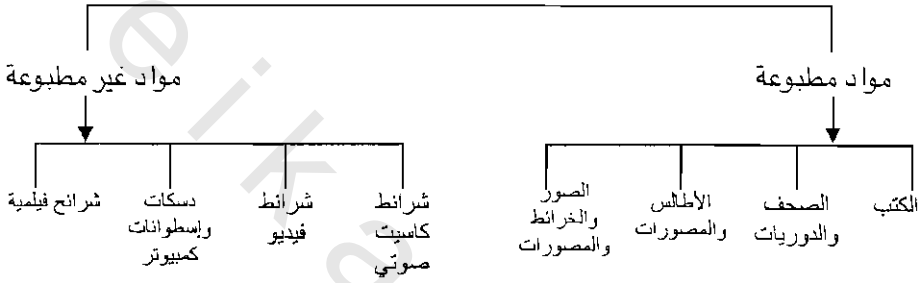 مواد مطبوعة
الكتب
الصحف
والدوريات
الأطالس
والمصورات
الصور
والخرائط
والمصورات
مواد غير مطبوعة
شرائط
كاسيت
صوتي
شرائط
فيديو
دسكات
وإسطوانات
كمبيوتر
شرائح فيلمية
e i k a